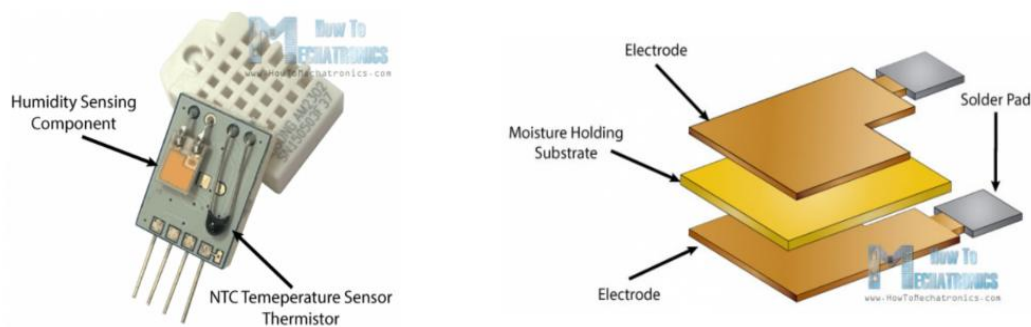 How To
MECHATRONICS
www.HowToMechatronics.com
Humidity Sensing
Component
NTC Temeperature Sensor
Thermistor
Electrode
Solder Pad
Moisture Holding
Substrate
Electrode
How To
MECHATRONICS
www.HowToMechatronics.com